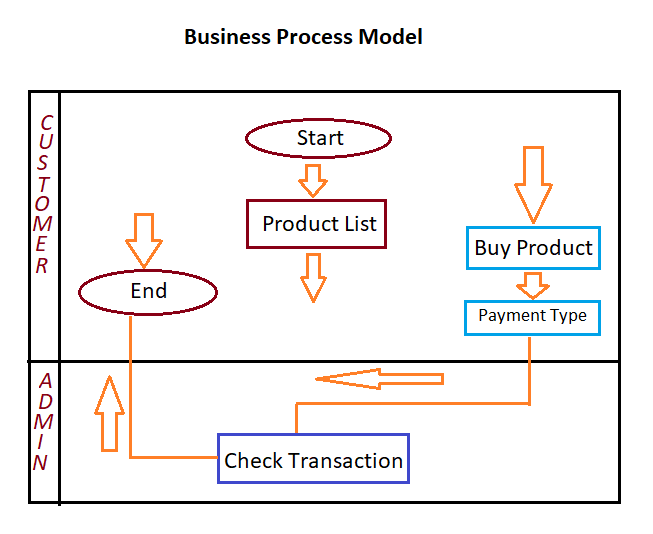 Business Process Model
CUSTOMER
Start
Product List
Buy Product
End
Payment Type
ADMIN
Check Transaction